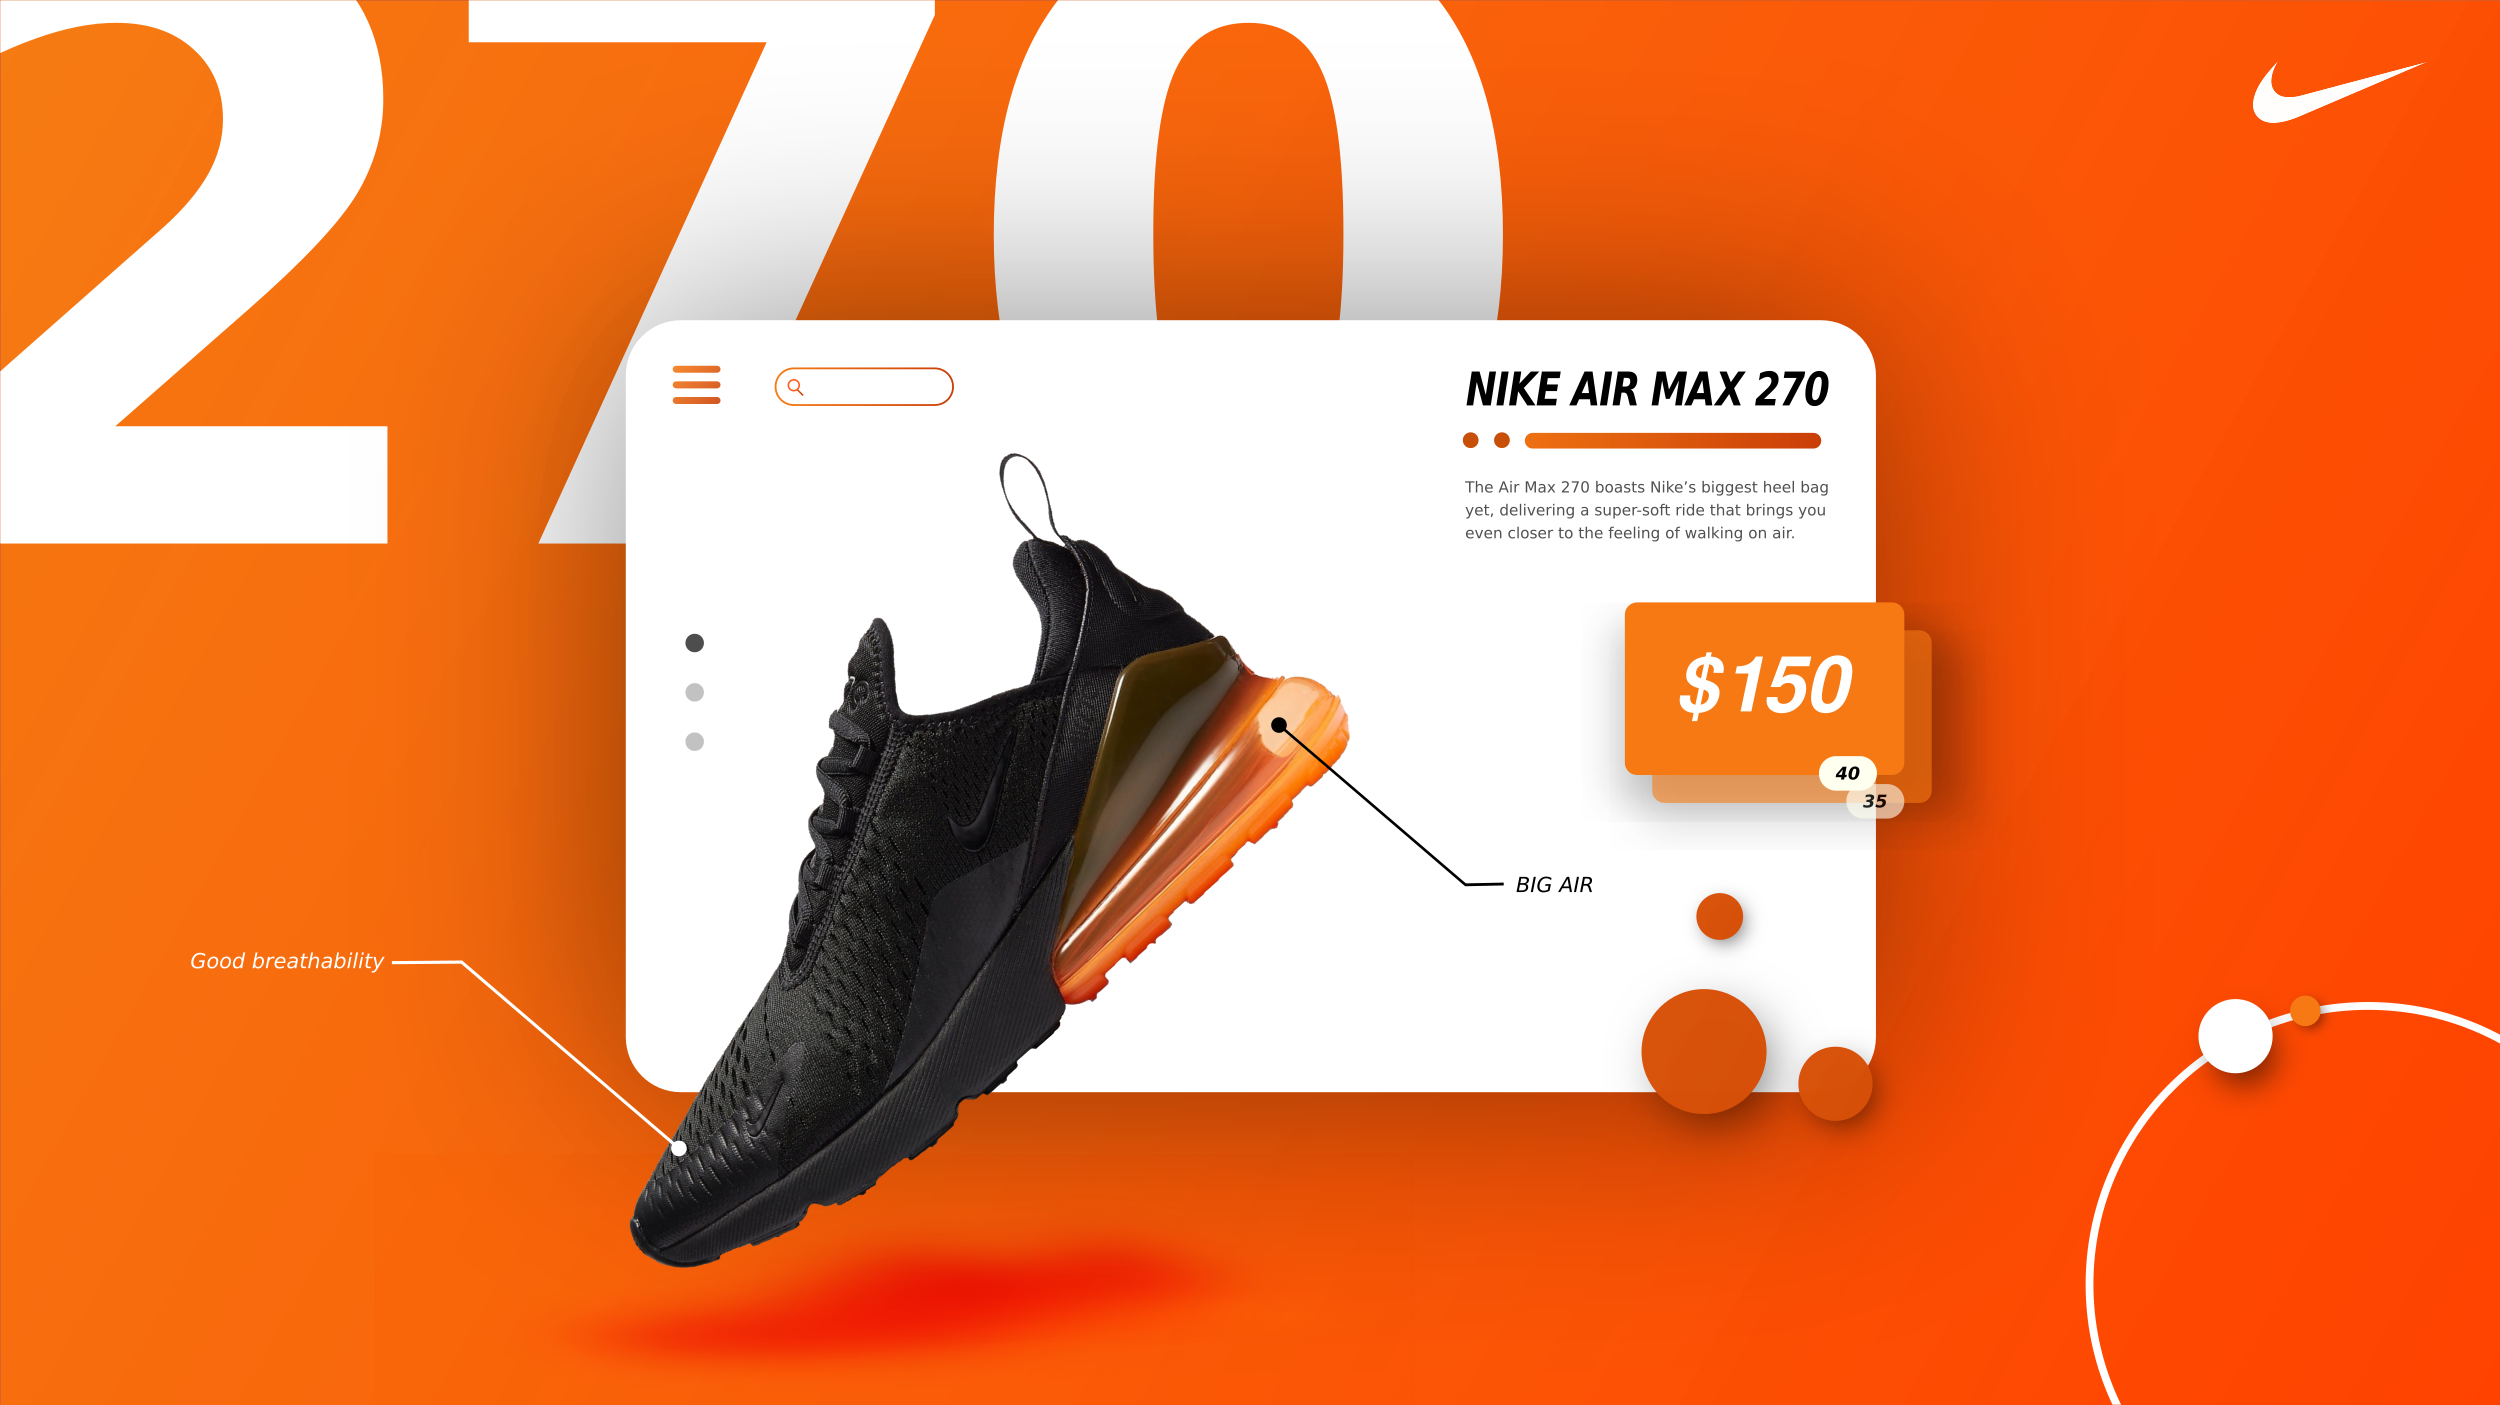 270
NIKE AIR MAX 270
The Air Max 270 boasts Nike’s biggest heel bag
yet, delivering a super-soft ride that brings you
even closer to the feeling of walking on air.
$150
40
35
BIG AIR
Good breathability